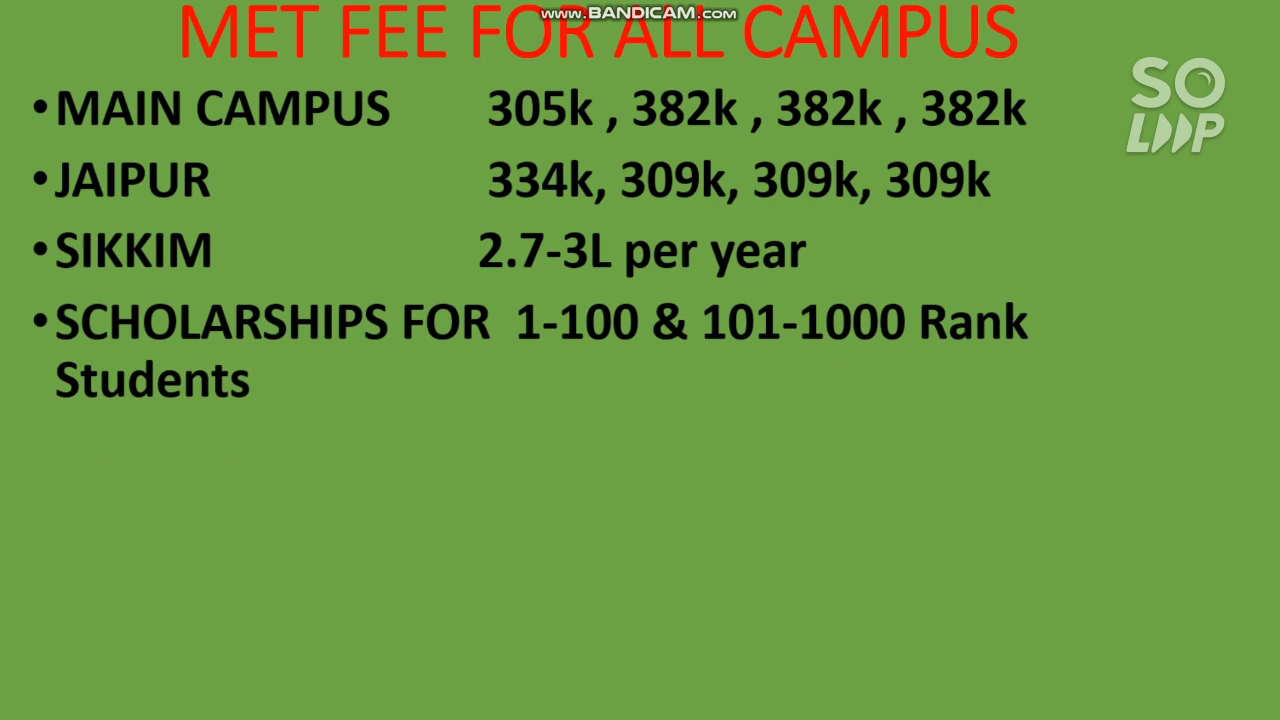 www.BANDICAM.com
MET FEE FOR ALL CAMPUS
•MAIN CAMPUS 305k , 382k , 382k , 382k
•JAIPUR 334k, 309k, 309k, 309k
•SIKKIM 2.7-3L per year
•SCHOLARSHIPS FOR 1-100 & 101-1000 Rank
Students
SO
LOOP